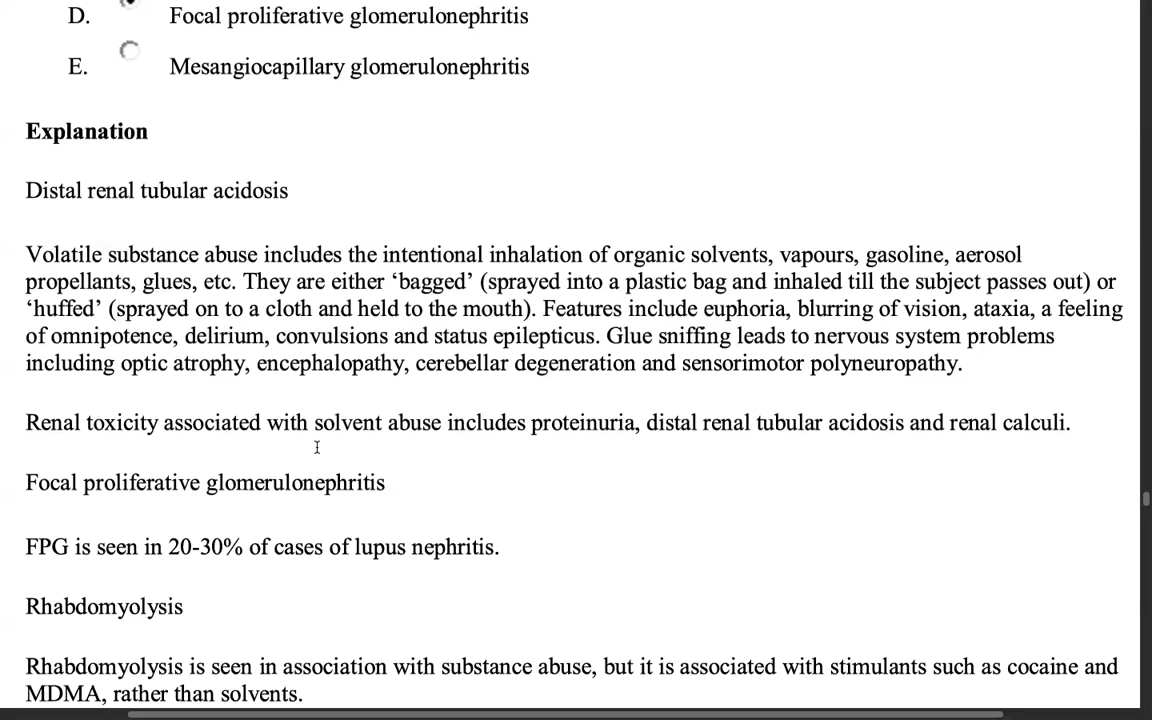 D. Focal proliferative glomerulonephritis
E. Mesangiocapillary glomerulonephritis
Explanation
Distal renal tubular acidosis
Volatile substance abuse includes the intentional inhalation of organic solvents, vapours, gasoline, aerosol
propellants, glues, etc. They are either ‘bagged’ (sprayed into a plastic bag and inhaled till the subject passes out) or
‘huffed’ (sprayed on to a cloth and held to the mouth). Features include euphoria, blurring of vision, ataxia, a feeling
of omnipotence, delirium, convulsions and status epilepticus. Glue sniffing leads to nervous system problems
including optic atrophy, encephalopathy, cerebellar degeneration and sensorimotor polyneuropathy.
Renal toxicity associated with solvent abuse includes proteinuria, distal renal tubular acidosis and renal calculi.
Focal proliferative glomerulonephritis
FPG is seen in 20-30% of cases of lupus nephritis.
Rhabdomyolysis
Rhabdomyolysis is seen in association with substance abuse, but it is associated with stimulants such as cocaine and
MDMA, rather than solvents.